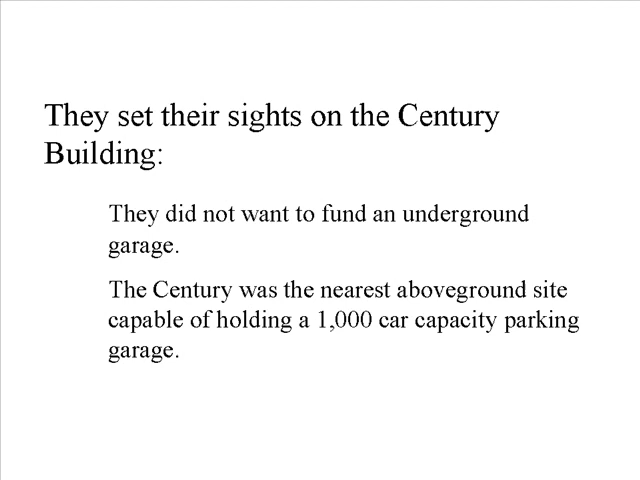 They set their sights on the Century
Building:
They did not want to fund an underground
garage.
The Century was the nearest aboveground site
capable of holding a 1,000 car capacity parking
garage.